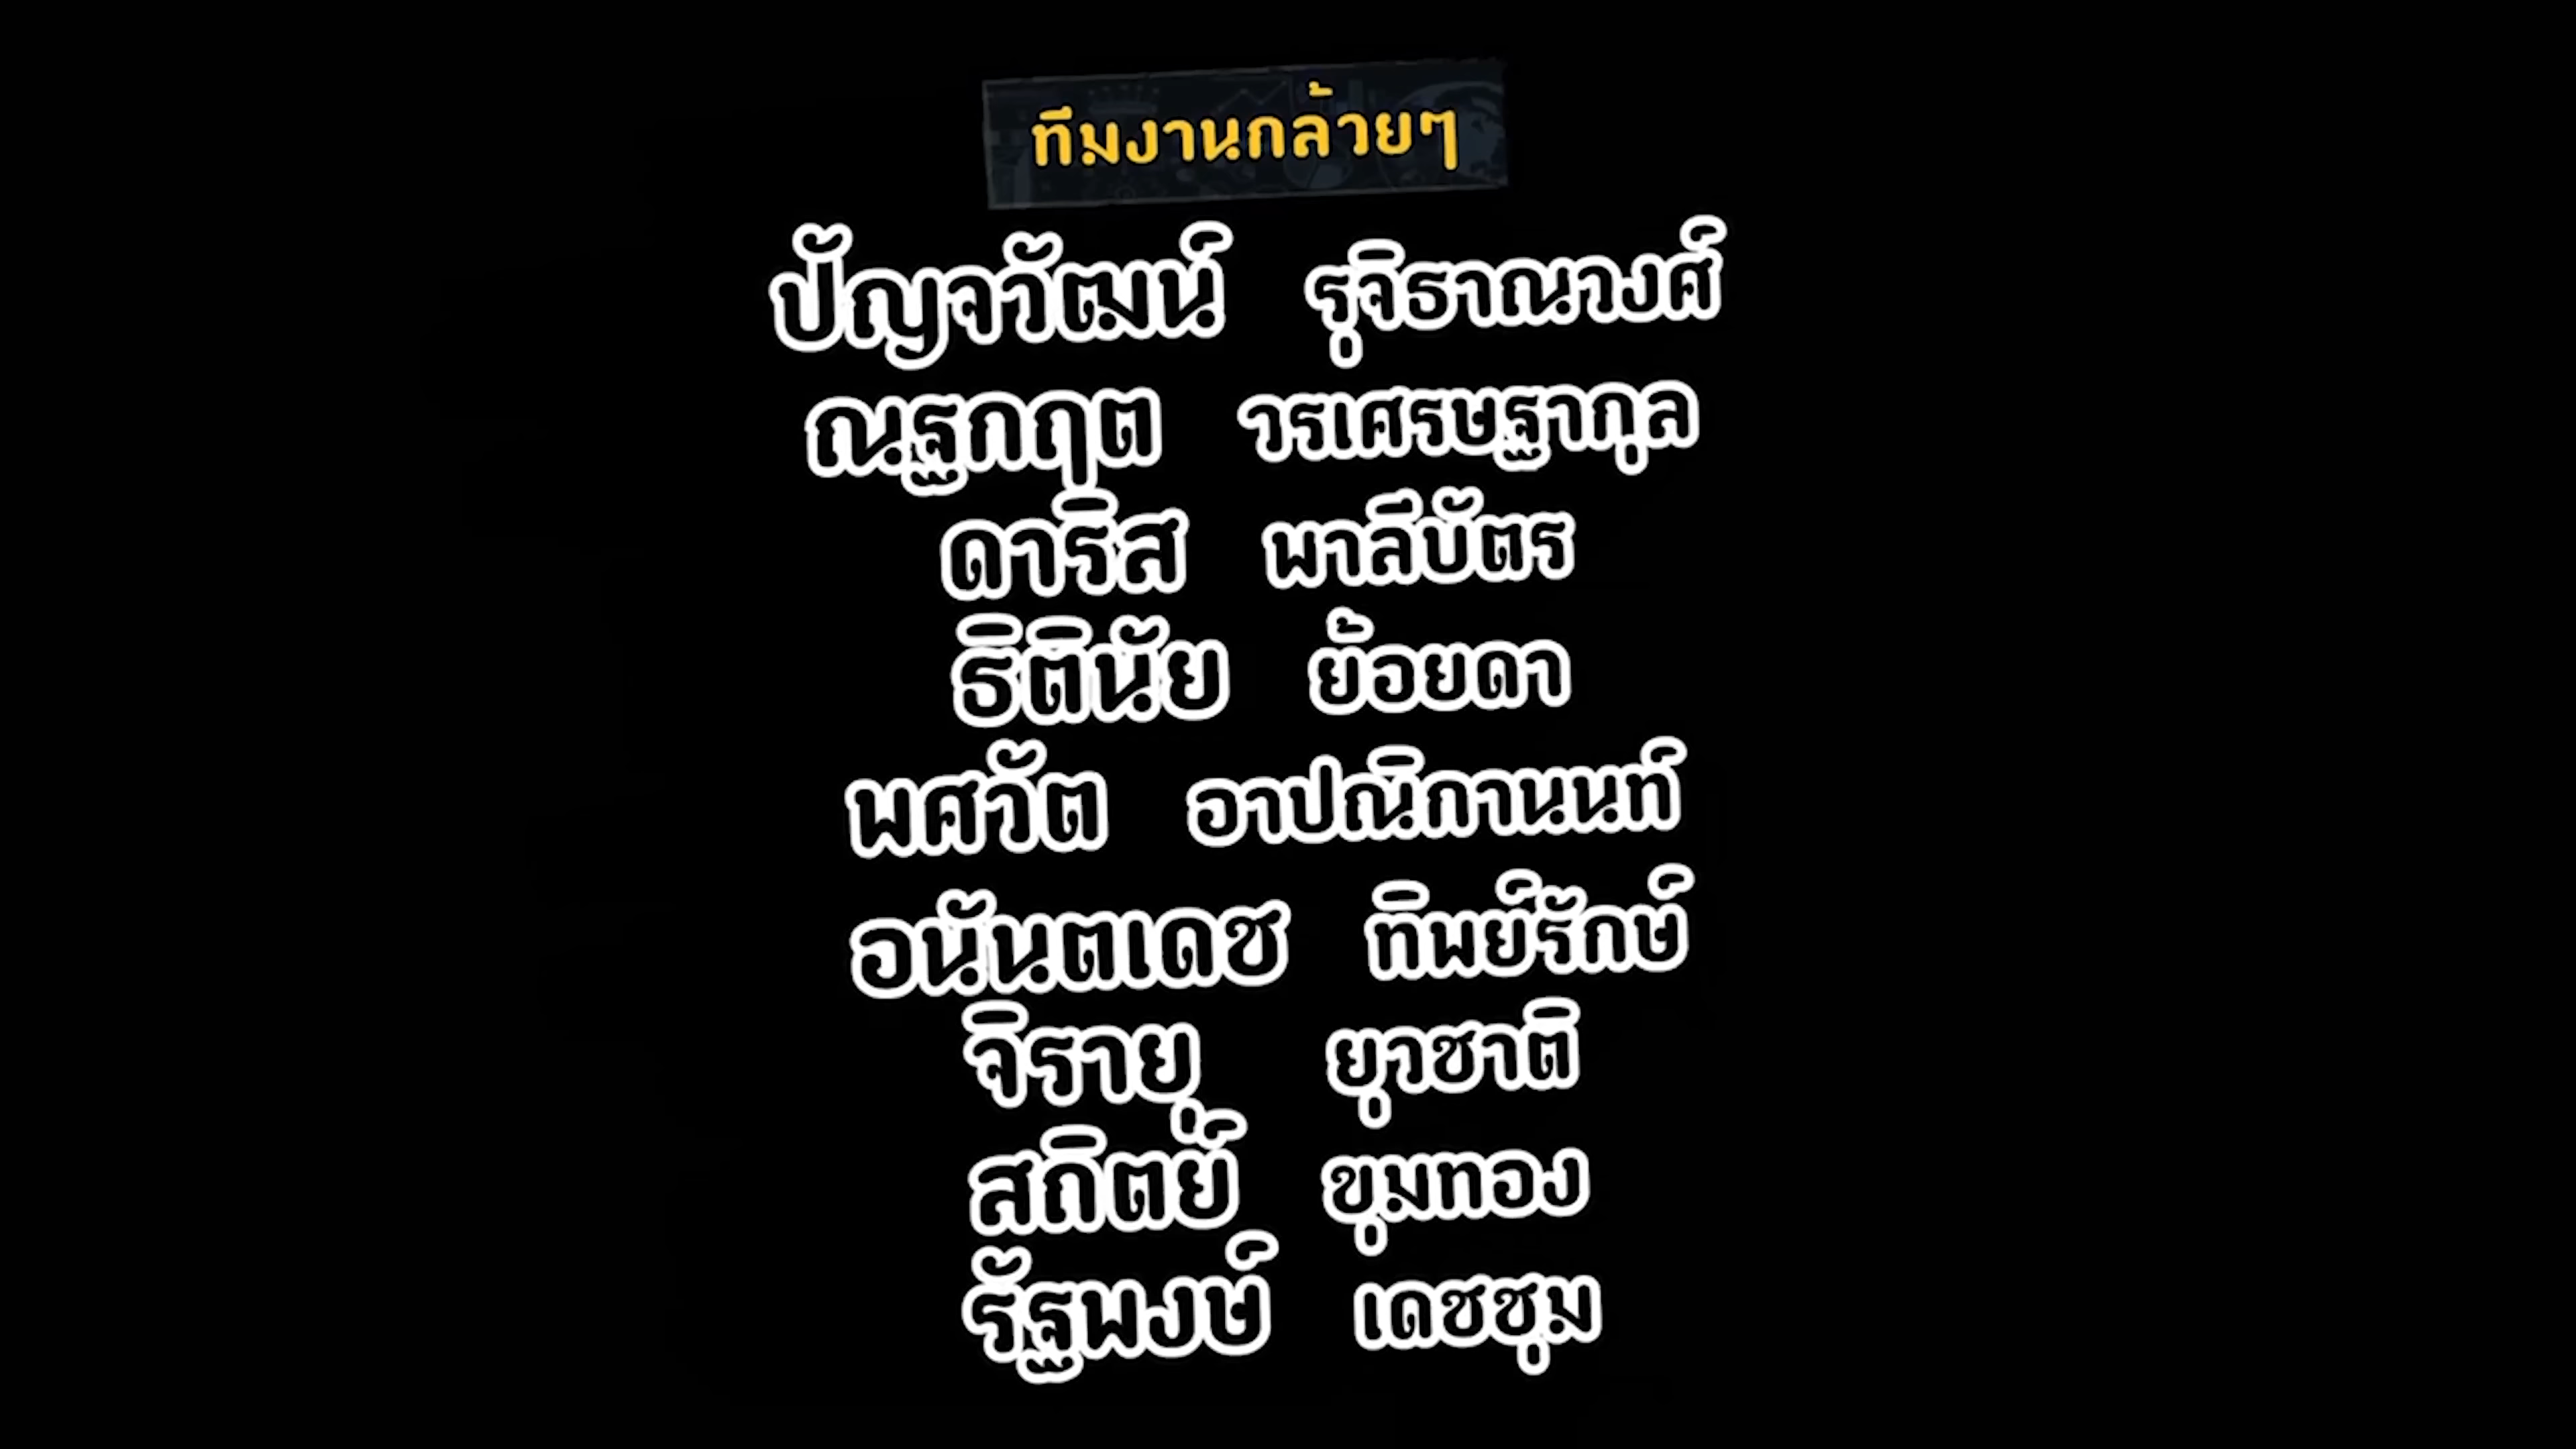 ทีมงานกล้วยๆ
ปัญจวัฒน์ รุจิธาณวงศ์
ณฐกฤต วรเศรษฐากุล
ดาริส พาลีบัตร
ธิตินัย ย้อยดา
พศวัต อาปณิกานนท์
อนันตเดช ทิพย์รักษ์
จิรายุ ยุวชาติ
สถิตย์ ขุมทอง
รัฐพงษ์ เดชชุม